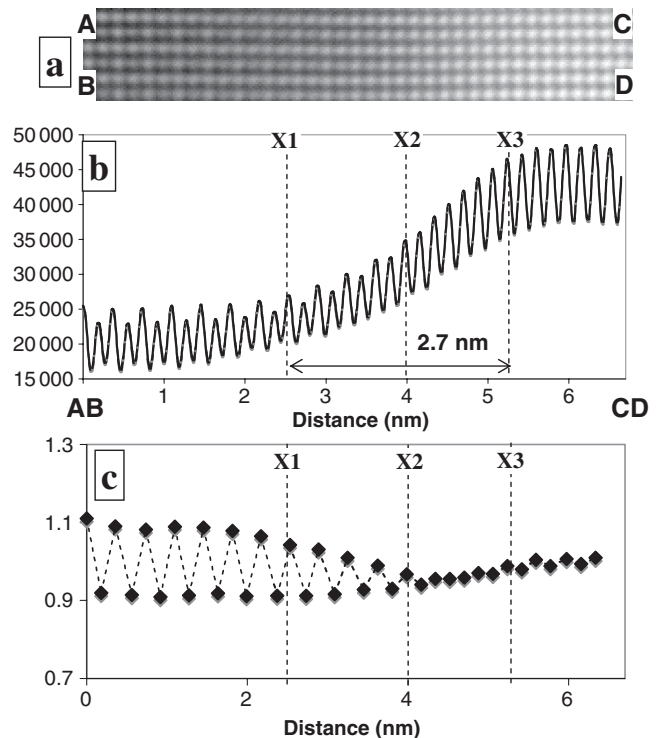 A C
a
B D
X1 X2 X3
50 000
b
45 000
40 000
35 000
30 000
25 000
2.7 nm
20 000
15 000
1 2 3 4 5 6
AB CD
Distance (nm)
1.3
X1 X2 X3
c
1.1
0.9
0.7
0 2 4 6
Distance (nm)